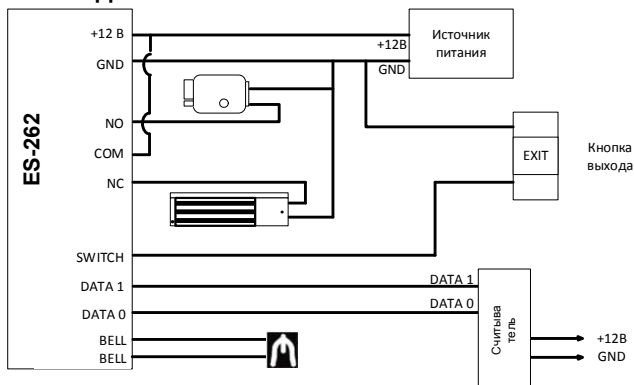 +12 В
GND
NO
COM
NC
SWITCH
DATA 1
DATA 0
BELL
BELL
ES-262
+12В
GND
Источник
питания
EXIT
Кнопка
выхода
DATA 1
DATA 0
Считыва
тель
+12В
GND